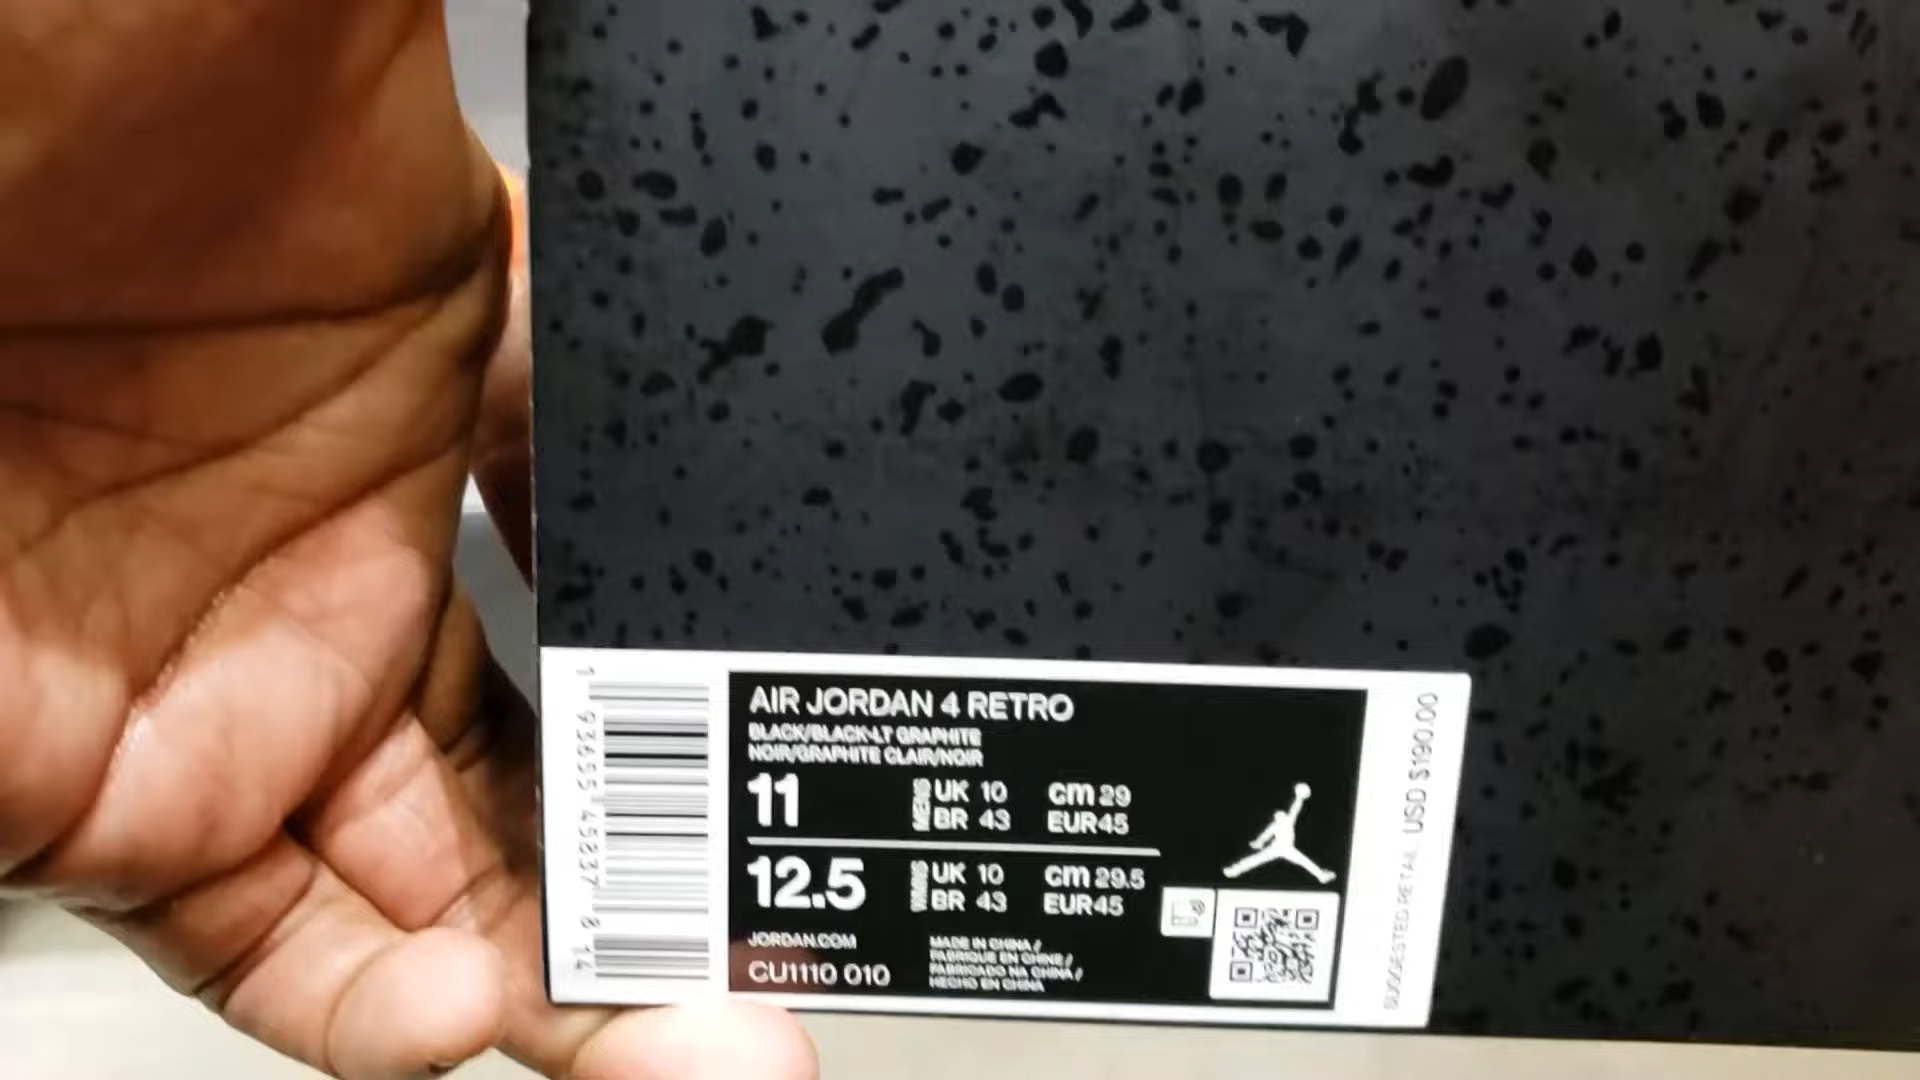 AIR JORDAN 4 RETRO
BLACK/BLACK-LT GRAPHITE
NOIR/GRAPHITE CLAIR/NOIR
11 MENS UK 10 cm 29
BR 43 EUR45
12.5 WMNS UK 10 cm 29.5
BR 43 EUR45
JORDAN.COM
CU1110 010
MADE IN CHINA /
FABRIQUE EN CHINE /
FABRICADO NA CHINA /
HECHO EN CHINA
SUGGESTED RETAIL USD $190.00